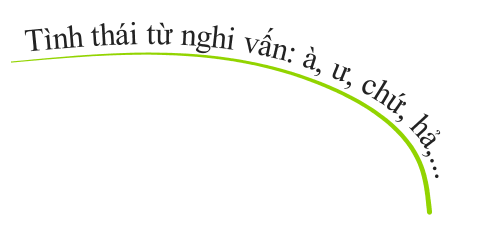 Tình thái từ nghi vấn: à, ư, chứ, hả,...